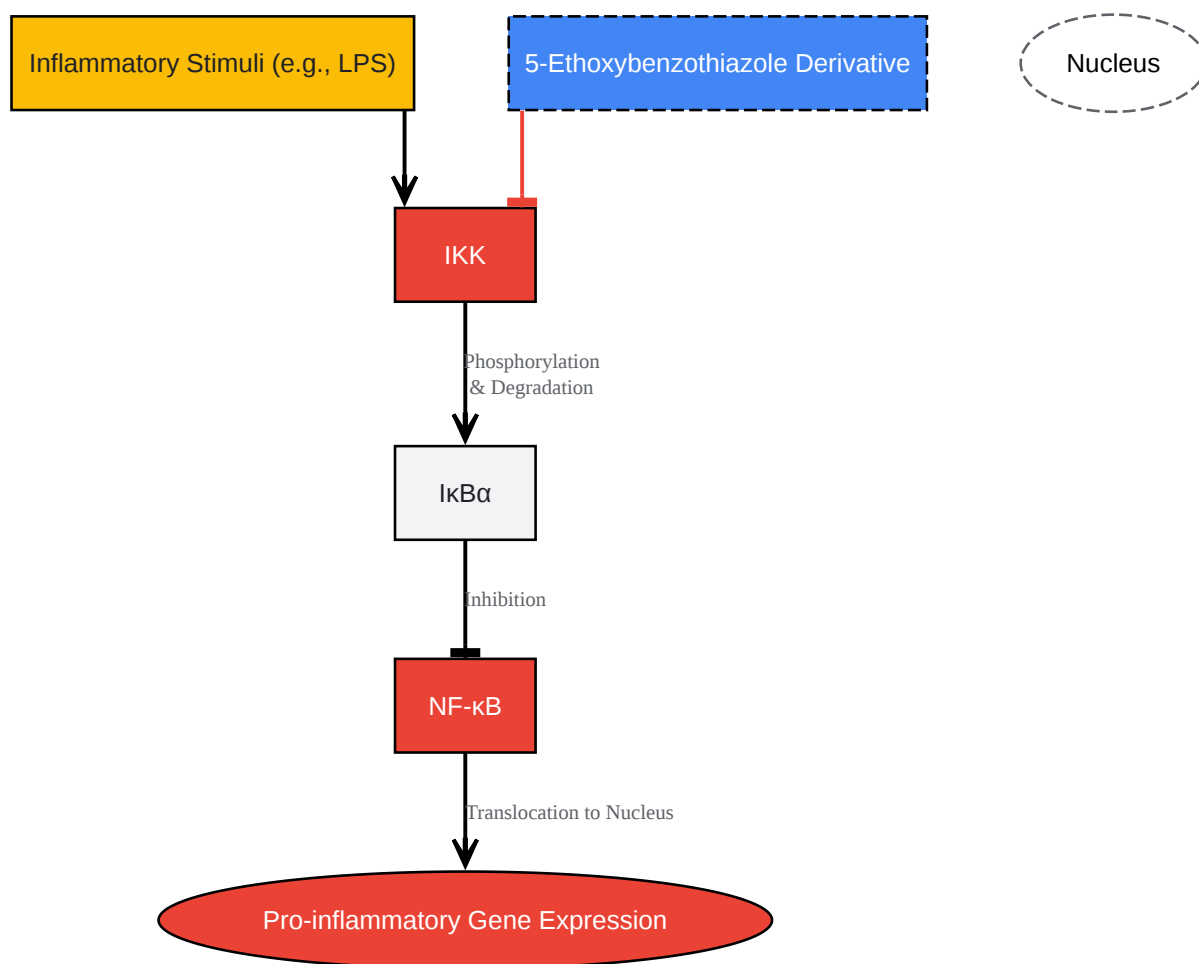 Inflammatory Stimuli (e.g., LPS)
5-Ethoxybenzothiazole Derivative
Nucleus
IKK
Phosphorylation
& Degradation
IκBα
Inhibition
NF-κB
Translocation to Nucleus
Pro-inflammatory Gene Expression